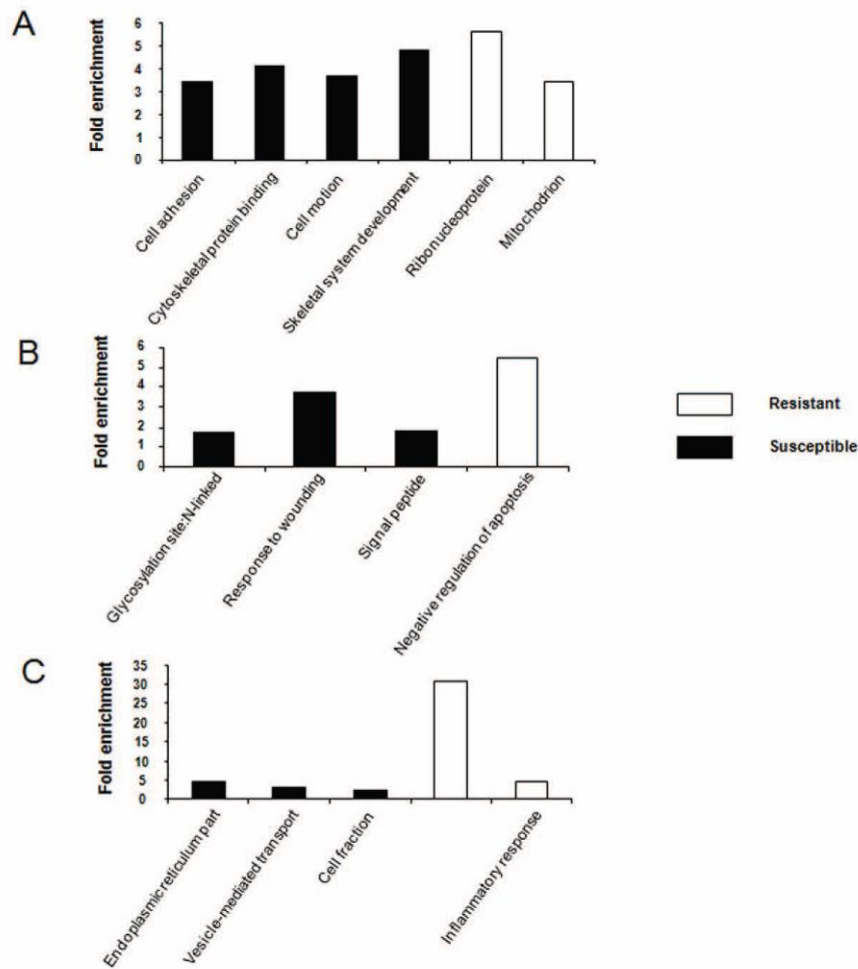 A
Fold enrichment
6
5
4
3
2
1
0
Cell adhesion
Cytoskeletal protein binding
Cell motion
Skeletal system development
Ribonucleoprotein
Mitochodrion
B
Fold enrichment
6
5
4
3
2
1
0
Glycosylation site:N-linked
Response to wounding
Signal peptide
Negative regulation of apoptosis
Resistant
Susceptible
C
Fold enrichment
35
30
25
20
15
10
5
0
Endoplasmic reticulum part
Vesicle-mediated transport
Cell fraction
Inflammatory response